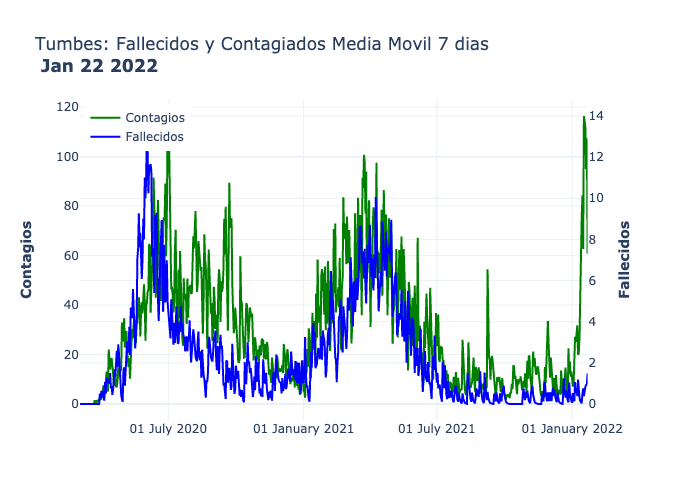 Tumbes: Fallecidos y Contagiados Media Movil 7 dias
Jan 22 2022
Contagios
Fallecidos
120
100
80
60
40
20
0
14
12
10
8
6
4
2
0
Contagios
Fallecidos
01 July 2020
01 January 2021
01 July 2021
01 January 2022